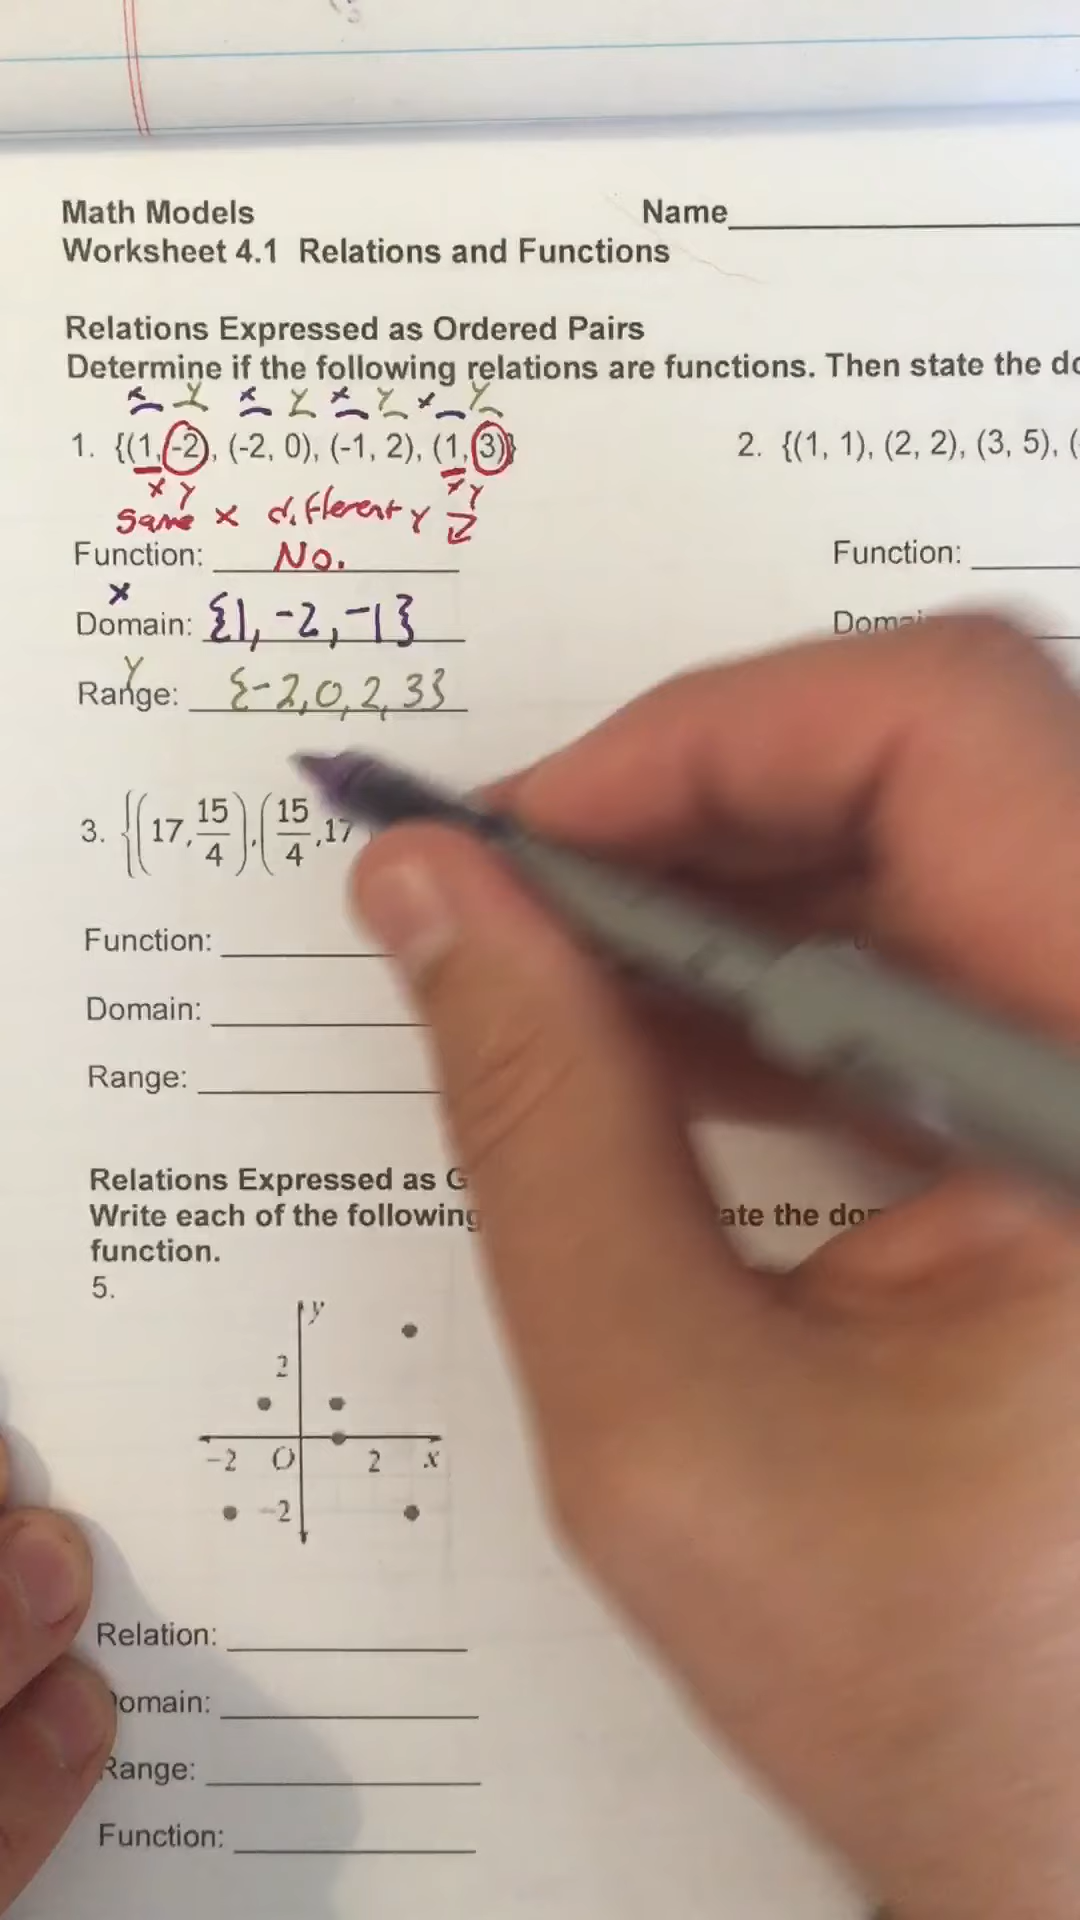 Math Models Name
Worksheet 4.1 Relations and Functions
Relations Expressed as Ordered Pairs
Determine if the following relations are functions. Then state the do
x y x y x y x y
1. {(1, -2), (-2, 0), (-1, 2), (1, 3)}
2. {(1, 1), (2, 2), (3, 5), (
x y x y
same x different y
Function: No.
Function:
x
Domain: {1, -2, -1}
Domai
y
Range: {-2, 0, 2, 3}
3. {(17, 15/4), (15/4, 17
Function:
Domain:
Range:
Relations Expressed as G
Write each of the following ate the dom
function.
5.
y
2
-2 O 2 x
-2
Relation:
omain:
Range:
Function: